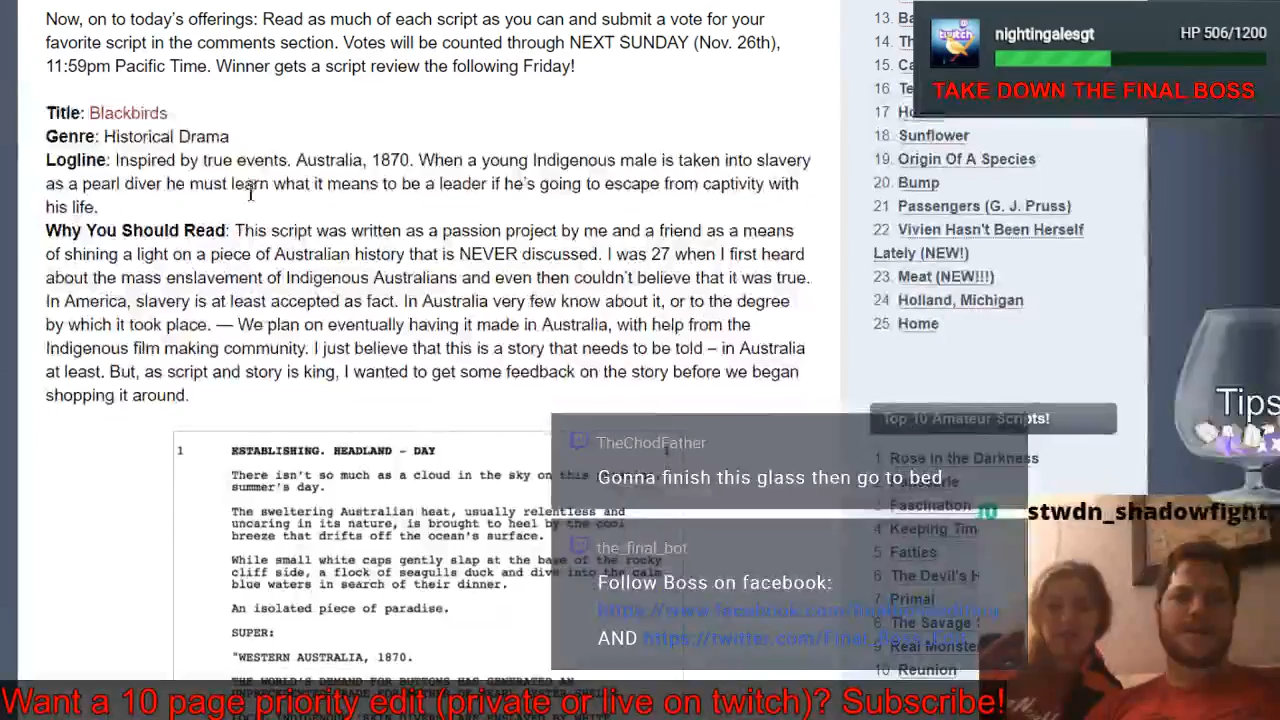 Now, on to today's offerings: Read as much of each script as you can and submit a vote for your
favorite script in the comments section. Votes will be counted through NEXT SUNDAY (Nov. 26th),
11:59pm Pacific Time. Winner gets a script review the following Friday!
Title: Blackbirds
Genre: Historical Drama
Logline: Inspired by true events. Australia, 1870. When a young Indigenous male is taken into slavery
as a pearl diver he must learn what it means to be a leader if he's going to escape from captivity with
his life.
Why You Should Read: This script was written as a passion project by me and a friend as a means
of shining a light on a piece of Australian history that is NEVER discussed. I was 27 when I first heard
about the mass enslavement of Indigenous Australians and even then couldn't believe that it was true.
In America, slavery is at least accepted as fact. In Australia very few know about it, or to the degree
by which it took place. — We plan on eventually having it made in Australia, with help from the
Indigenous film making community. I just believe that this is a story that needs to be told – in Australia
at least. But, as script and story is king, I wanted to get some feedback on the story before we began
shopping it around.
1 ESTABLISHING. HEADLAND - DAY
There isn't so much as a cloud in the sky on this
summer's day.
The sweltering Australian heat, usually relentless and
uncaring in its nature, is brought to heel by the cool
breeze that drifts off the ocean's surface.
While small white caps gently slap at the base of the rocky
cliff side, a flock of seagulls duck and dive into the calm
blue waters in search of their dinner.
An isolated piece of paradise.
SUPER:
"WESTERN AUSTRALIA, 1870.
THE WORLD'S DEMAND FOR BUTTONS HAS GENERATED AN
13.
14.
15.
16.
17.
18. Sunflower
19. Origin Of A Species
20. Bump
21 Passengers (G. J. Pruss)
22 Vivien Hasn't Been Herself
Lately (NEW!)
23. Meat (NEW!!!)
24 Holland, Michigan
25. Home
Top 10 Amateur Scripts!
1 Rose In the Darkness
3 Fascination
4 Keeping Tim
5 Fatties
6 The Devil's H
7 Primal
8 The Savage
9 Real Monster
10 Reunion
twitch
nightingalesgt HP 506/1200
TAKE DOWN THE FINAL BOSS
Tips
TheChodFather
Gonna finish this glass then go to bed
the_final_bot
Follow Boss on facebook:
AND
stwdn_shadowfight
Want a 10 page priority edit (private or live on twitch)? Subscribe!